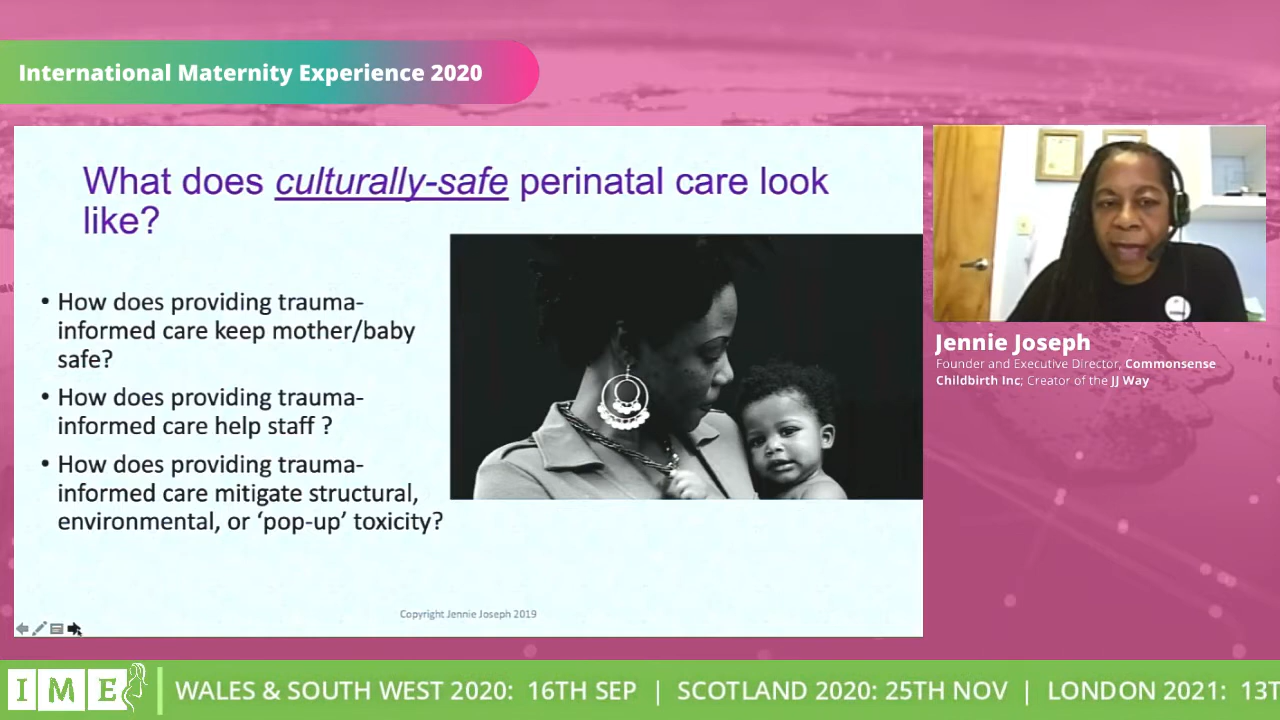 International Maternity Experience 2020
What does culturally-safe perinatal care look
like?
• How does providing trauma-
informed care keep mother/baby
safe?
• How does providing trauma-
informed care help staff ?
• How does providing trauma-
informed care mitigate structural,
environmental, or ‘pop-up’ toxicity?
Copyright Jennie Joseph 2019
Jennie Joseph
Founder and Executive Director, Commonsense
Childbirth Inc; Creator of the JJ Way
IME
WALES & SOUTH WEST 2020: 16TH SEP | SCOTLAND 2020: 25TH NOV | LONDON 2021: 13T